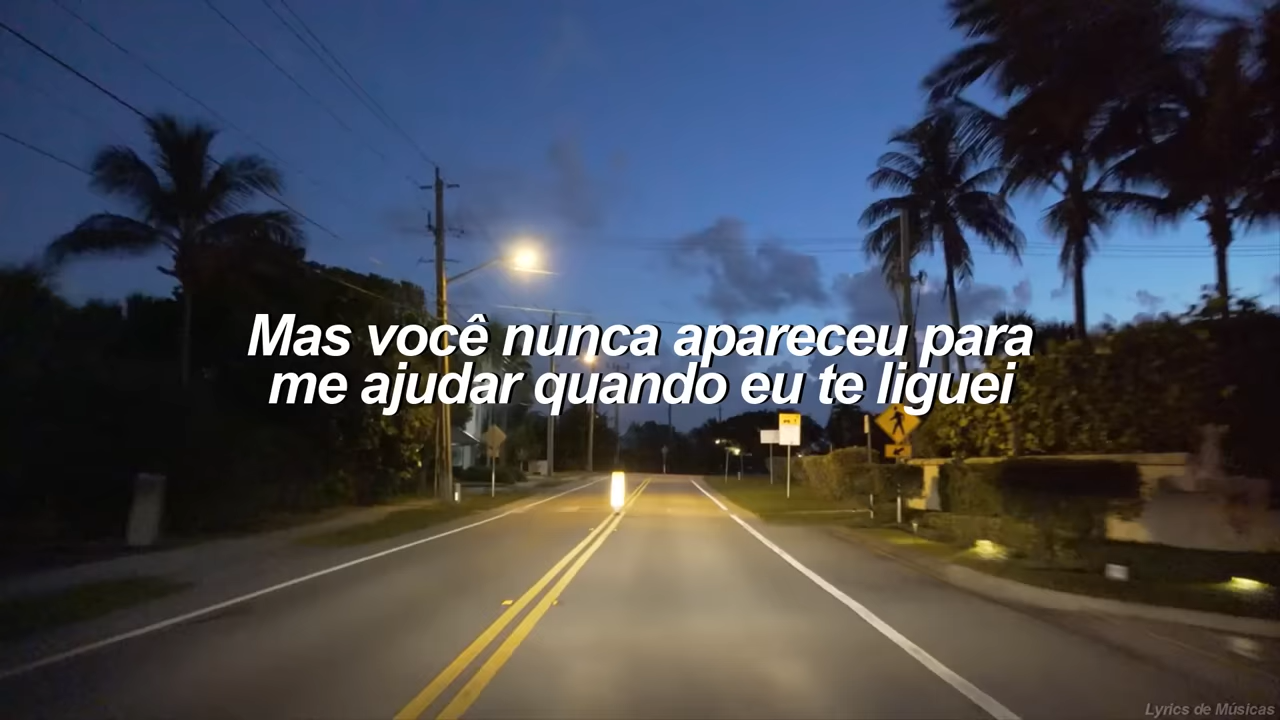 Mas você nunca apareceu para
me ajudar quando eu te liguei
Lyrics de Músicas